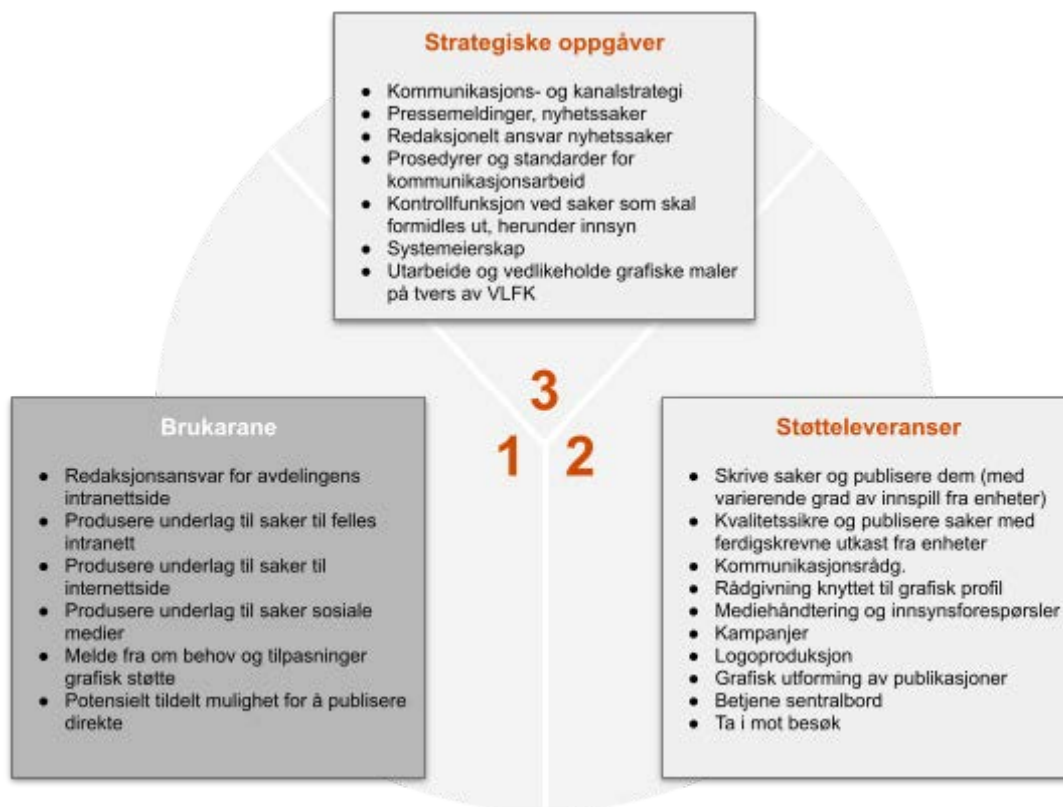 Strategiske oppgåver
● Kommunikasjons- og kanalstrategi
● Pressemeldinger, nyhetssaker
● Redaksjonelt ansvar nyhetssaker
● Prosedyrer og standarder for
kommunikasjonsarbeid
● Kontrollfunksjon ved saker som skal
formidles ut, herunder innsyn
● Systemeierskap
● Utarbeide og vedlikeholde grafiske maler
på tvers av VLFK
3
1
2
Brukarane
● Redaksjonsansvar for avdelingens
intranettside
● Produsere underlag til saker til felles
intranett
● Produsere underlag til saker til
internettside
● Produsere underlag til saker sosiale
medier
● Melde fra om behov og tilpasninger
grafisk støtte
● Potensielt tildelt mulighet for å publisere
direkte
Støtteleveranser
● Skrive saker og publisere dem (med
varierende grad av innspill fra enheter)
● Kvalitetssikre og publisere saker med
ferdigskrevne utkast fra enheter
● Kommunikasjonsrådg.
● Rådgivning knyttet til grafisk profil
● Mediehåndtering og innsynsforespørsler
● Kampanjer
● Logoproduksjon
● Grafisk utforming av publikasjoner
● Betjene sentralbord
● Ta i mot besøk